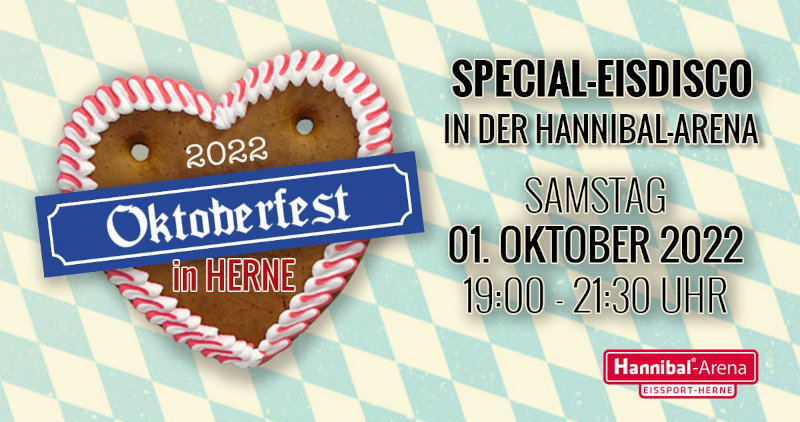 2022
Oktoberfest
in HERNE
SPECIAL-EISDISCO
IN DER HANNIBAL-ARENA
SAMSTAG
01. OKTOBER 2022
19:00 - 21:30 UHR
Hannibal®-Arena
EISSPORT-HERNE